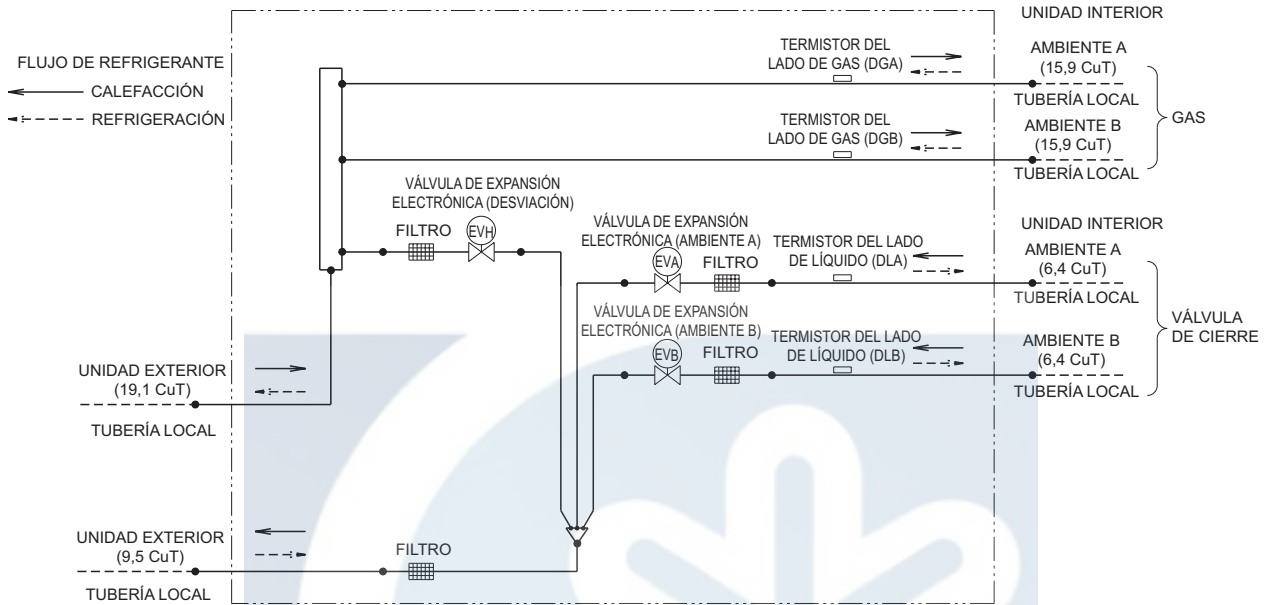 FLUJO DE REFRIGERANTE
CALEFACCIÓN
REFRIGERACIÓN
TERMISTOR DEL
LADO DE GAS (DGA)
TERMISTOR DEL
LADO DE GAS (DGB)
UNIDAD INTERIOR
AMBIENTE A
(15,9 CuT)
TUBERÍA LOCAL
AMBIENTE B
(15,9 CuT)
TUBERÍA LOCAL
GAS
VÁLVULA DE EXPANSIÓN
ELECTRÓNICA (DESVIACIÓN)
FILTRO
EVH
VÁLVULA DE EXPANSIÓN
ELECTRÓNICA (AMBIENTE A)
EVA
FILTRO
TERMISTOR DEL LADO
DE LÍQUIDO (DLA)
VÁLVULA DE EXPANSIÓN
ELECTRÓNICA (AMBIENTE B)
EVB
FILTRO
TERMISTOR DEL LADO
DE LÍQUIDO (DLB)
UNIDAD INTERIOR
AMBIENTE A
(6,4 CuT)
TUBERÍA LOCAL
AMBIENTE B
(6,4 CuT)
TUBERÍA LOCAL
VÁLVULA
DE CIERRE
UNIDAD EXTERIOR
(19,1 CuT)
TUBERÍA LOCAL
UNIDAD EXTERIOR
(9,5 CuT)
TUBERÍA LOCAL
FILTRO